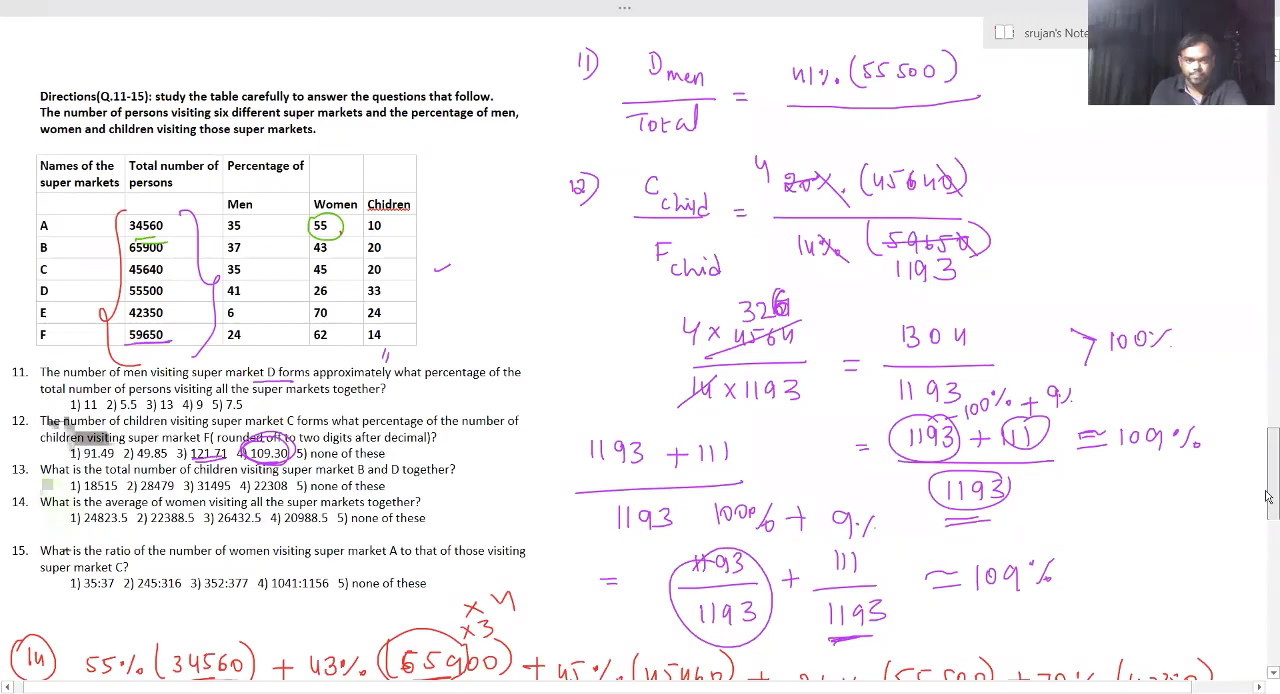 srujan's Note
Directions(Q.11-15): study the table carefully to answer the questions that follow.
The number of persons visiting six different super markets and the percentage of men,
women and children visiting those super markets.
Names of the super markets Total number of persons Percentage of
Men Women Chidren
A 34560 35 55 10
B 65900 37 43 20
C 45640 35 45 20
D 55500 41 26 33
E 42350 6 70 24
F 59650 24 62 14
11. The number of men visiting super market D forms approximately what percentage of the
total number of persons visiting all the super markets together?
1) 11 2) 5.5 3) 13 4) 9 5) 7.5
12. The number of children visiting super market C forms what percentage of the number of
children visiting super market F( rounded off to two digits after decimal)?
1) 91.49 2) 49.85 3) 121.71 4) 109.30 5) none of these
13. What is the total number of children visiting super market B and D together?
1) 18515 2) 28479 3) 31495 4) 22308 5) none of these
14. What is the average of women visiting all the super markets together?
1) 24823.5 2) 22388.5 3) 26432.5 4) 20988.5 5) none of these
15. What is the ratio of the number of women visiting super market A to that of those visiting
super market C?
1) 35:37 2) 245:316 3) 352:377 4) 1041:1156 5) none of these
11) D men = 41%. (55500)
Total
12) C child = 4 20%. (45640)
F chid 14%. (59650)
1193
326
4 x 4564 = 1304 > 100%
14 x 1193 1193
100% + 9%
1193 + 111 = 1193 + 11 ≃ 109%
1193 1193
100% + 9%
= 1193 + 111 ≃ 109%
1193 1193
x 4
x3
14 55% (34560) + 43% (65900) + 45% (45460) + (55500) + 70%